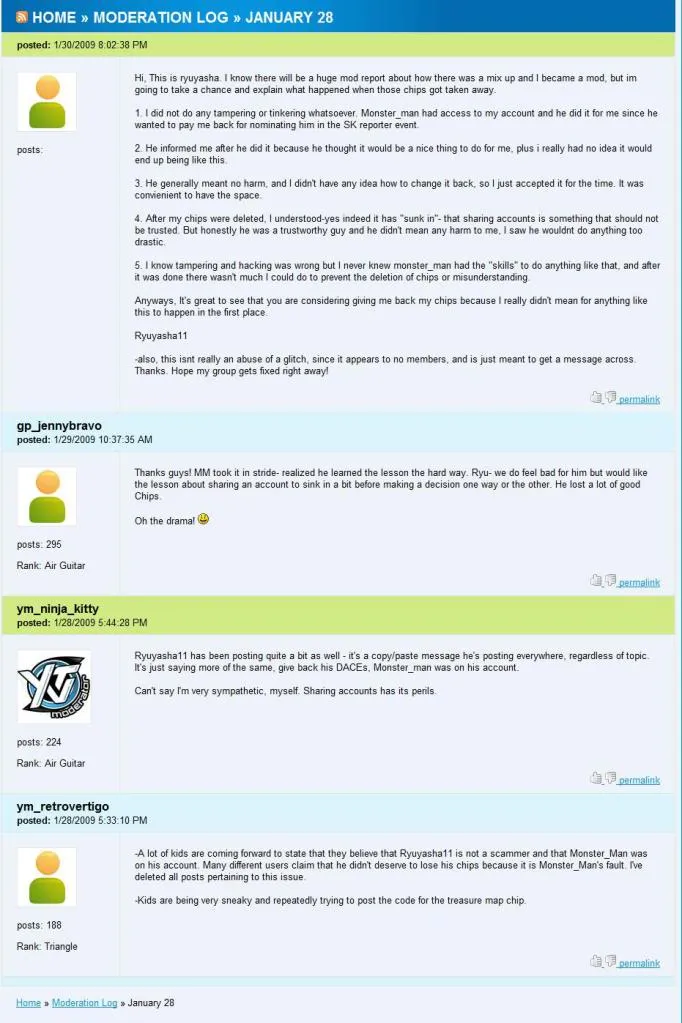 HOME » MODERATION LOG » JANUARY 28
posted: 1/30/2009 8:02:38 PM
posts:
Hi, This is ryuyasha. I know there will be a huge mod report about how there was a mix up and I became a mod, but im
going to take a chance and explain what happened when those chips got taken away.
1. I did not do any tampering or tinkering whatsoever. Monster_man had access to my account and he did it for me since he
wanted to pay me back for nominating him in the SK reporter event.
2. He informed me after he did it because he thought it would be a nice thing to do for me, plus i really had no idea it would
end up being like this.
3. He generally meant no harm, and I didn't have any idea how to change it back, so I just accepted it for the time. It was
convienient to have the space.
4. After my chips were deleted, I understood-yes indeed it has "sunk in"- that sharing accounts is something that should not
be trusted. But honestly he was a trustworthy guy and he didn't mean any harm to me, I saw he wouldnt do anything too
drastic.
5. I know tampering and hacking was wrong but I never knew monster_man had the "skills" to do anything like that, and after
it was done there wasn't much I could do to prevent the deletion of chips or misunderstanding.
Anyways, It's great to see that you are considering giving me back my chips because I really didn't mean for anything like
this to happen in the first place.
Ryuyasha11
-also, this isnt really an abuse of a glitch, since it appears to no members, and is just meant to get a message across.
Thanks. Hope my group gets fixed right away!
permalink
gp_jennybravo
posted: 1/29/2009 10:37:35 AM
posts: 295
Rank: Air Guitar
Thanks guys! MM took it in stride- realized he learned the lesson the hard way. Ryu- we do feel bad for him but would like
the lesson about sharing an account to sink in a bit before making a decision one way or the other. He lost a lot of good
Chips.
Oh the drama!
permalink
ym_ninja_kitty
posted: 1/28/2009 5:44:28 PM
YTV
moderator
posts: 224
Rank: Air Guitar
Ryuyasha11 has been posting quite a bit as well - it's a copy/paste message he's posting everywhere, regardless of topic.
It's just saying more of the same, give back his DACEs, Monster_man was on his account.
Can't say I'm very sympathetic, myself. Sharing accounts has its perils.
permalink
ym_retrovertigo
posted: 1/28/2009 5:33:10 PM
posts: 188
Rank: Triangle
-A lot of kids are coming forward to state that they believe that Ryuyasha11 is not a scammer and that Monster_Man was
on his account. Many different users claim that he didn't deserve to lose his chips because it is Monster_Man's fault. I've
deleted all posts pertaining to this issue.
-Kids are being very sneaky and repeatedly trying to post the code for the treasure map chip.
permalink
Home » Moderation Log » January 28